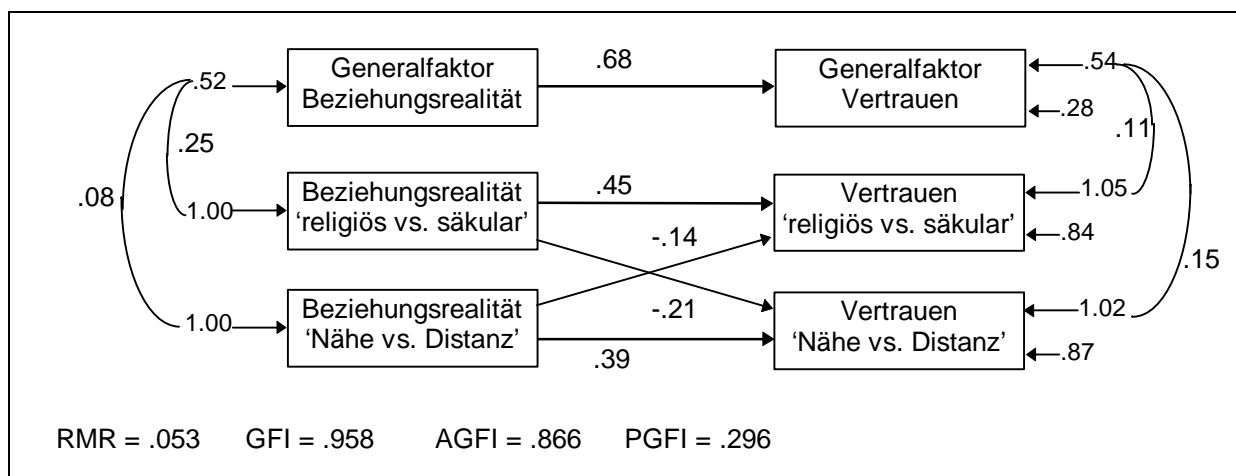 .52
Generalfaktor
Beziehungsrealität
.68
Generalfaktor
Vertrauen
.54
.28
.25
.11
.08
1.00
Beziehungsrealität
‘religiös vs. säkular’
.45
Vertrauen
‘religiös vs. säkular’
1.05
.84
-.14
.15
1.00
Beziehungsrealität
‘Nähe vs. Distanz’
-.21
.39
Vertrauen
‘Nähe vs. Distanz’
1.02
.87
RMR = .053 GFI = .958 AGFI = .866 PGFI = .296